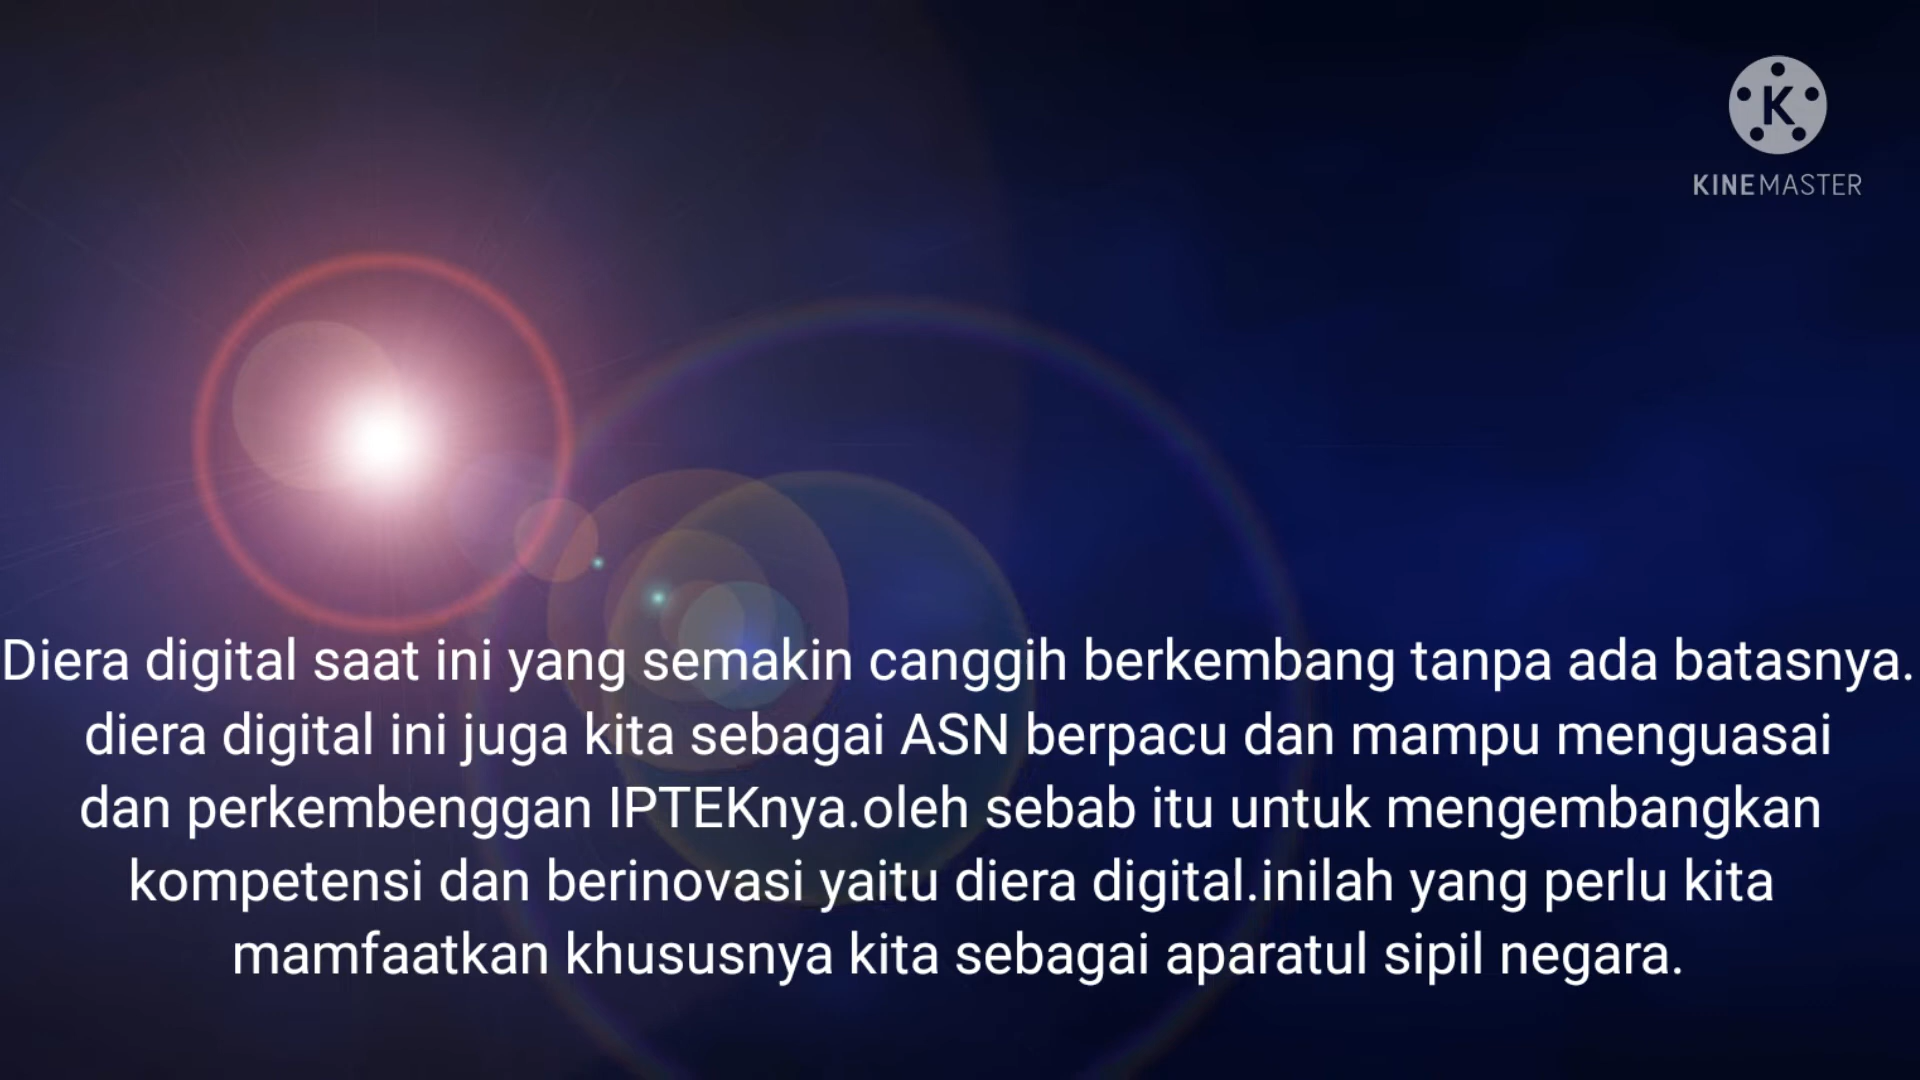 K
KINEMASTER
Diera digital saat ini yang semakin canggih berkembang tanpa ada batasnya.
diera digital ini juga kita sebagai ASN berpacu dan mampu menguasai
dan perkembenggan IPTEKnya.oleh sebab itu untuk mengembangkan
kompetensi dan berinovasi yaitu diera digital.inilah yang perlu kita
mamfaatkan khususnya kita sebagai aparatul sipil negara.